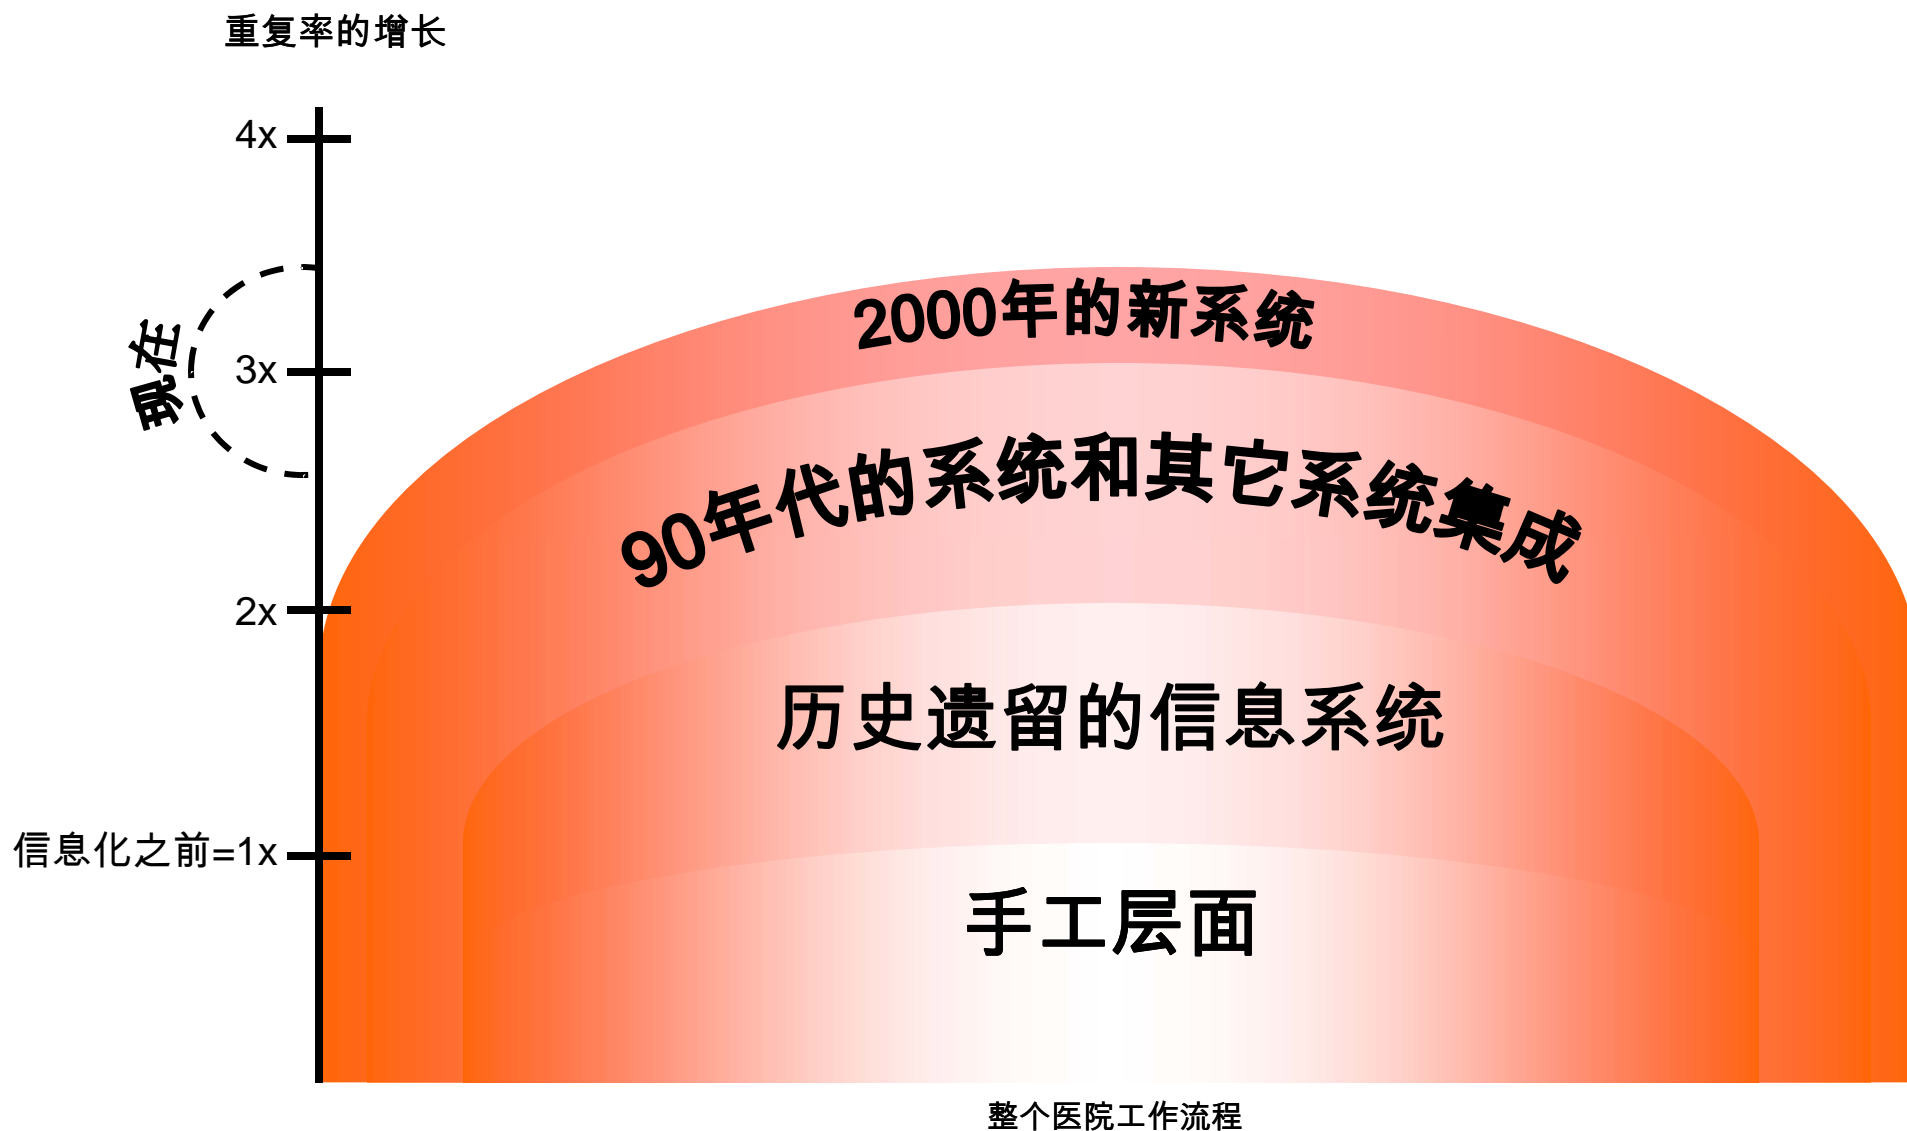 重复率的增长
4x
2000年的新系统
现在
3x
90年代的系统和其它系统集成
2x
历史遗留的信息系统
信息化之前=1x
手工层面
整个医院工作流程